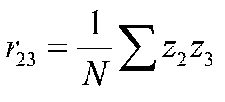 r₂₃ = 1/N ∑ z₂z₃